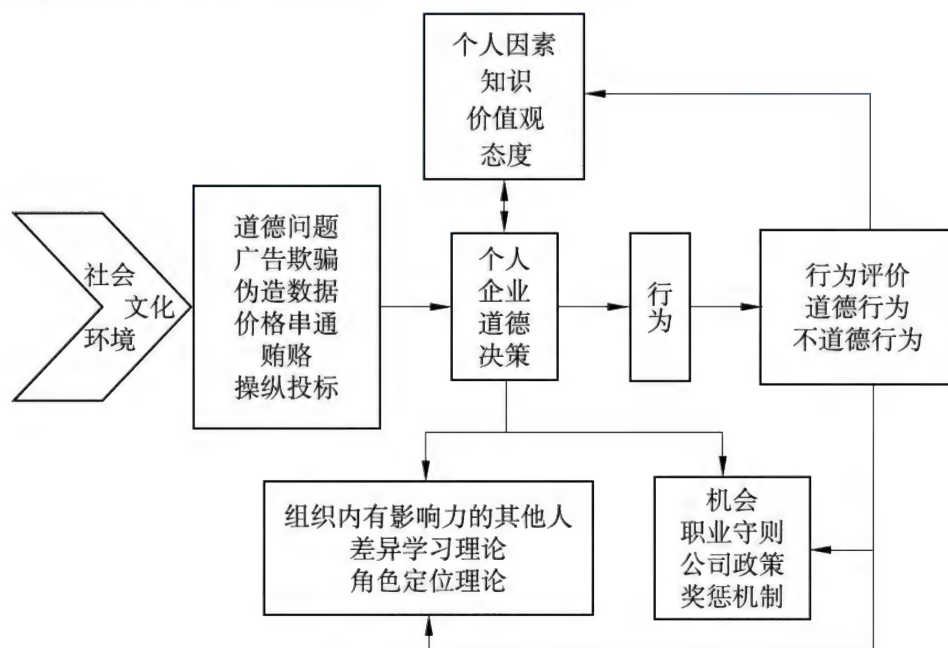 个人因素
知识
价值观
态度
社会
文化
环境
道德问题
广告欺骗
伪造数据
价格串通
贿赂
操纵投标
个人
企业
道德
决策
行为
行为评价
道德行为
不道德行为
组织内有影响力的其他人
差异学习理论
角色定位理论
机会
职业守则
公司政策
奖惩机制